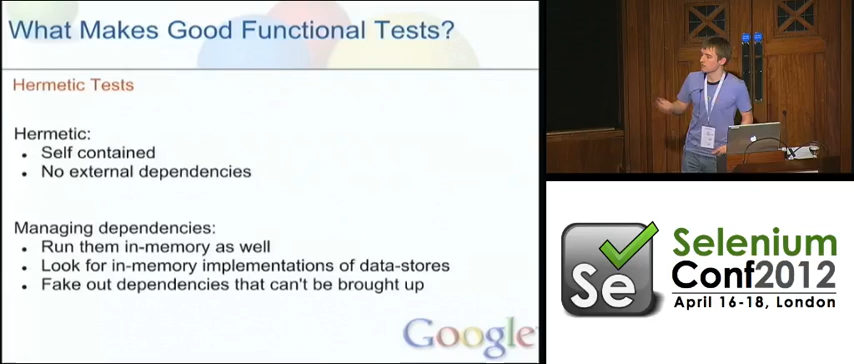 What Makes Good Functional Tests?
Hermetic Tests
Hermetic:
• Self contained
• No external dependencies
Managing dependencies:
• Run them in-memory as well
• Look for in-memory implementations of data-stores
• Fake out dependencies that can't be brought up
Google
Se
Selenium
Conf2012
April 16-18, London